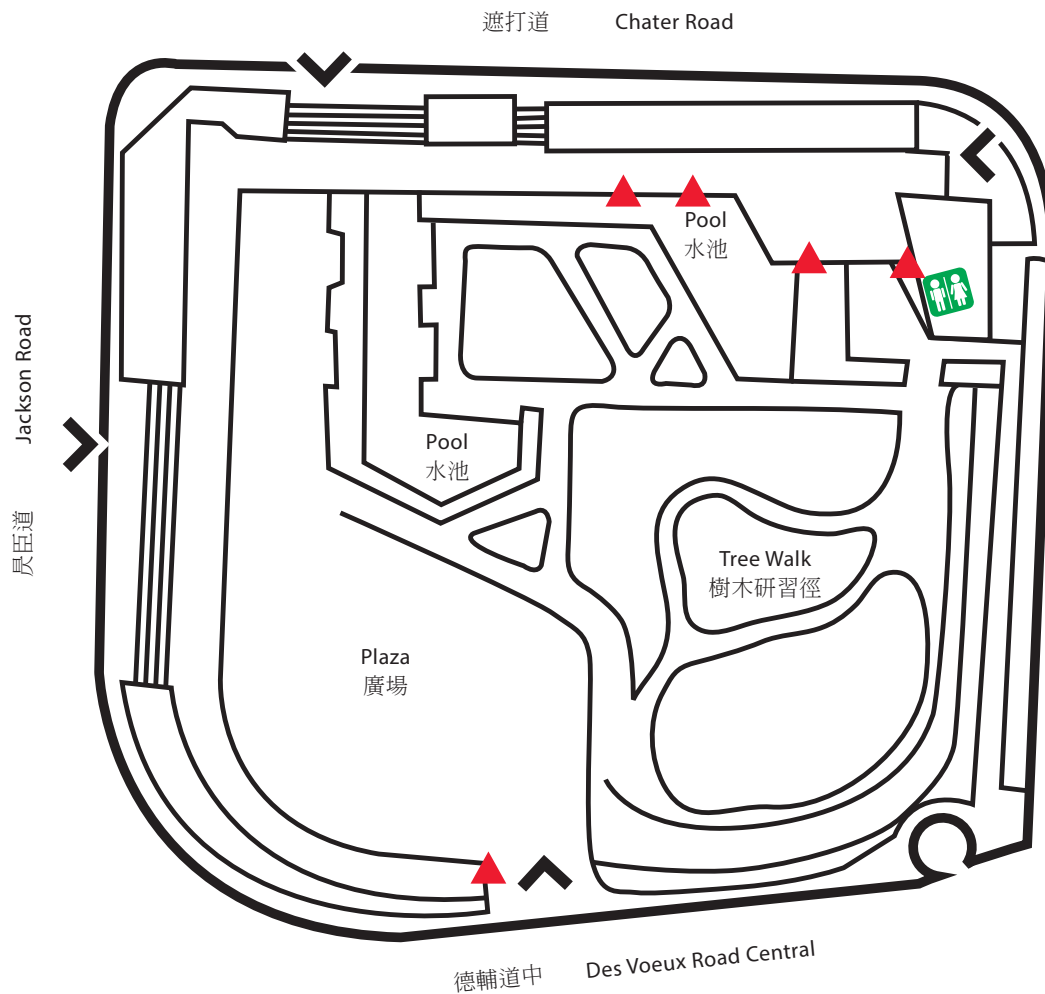 遮打道 Chater Road
Pool
水池
Jackson Road
昃臣道
Pool
水池
Tree Walk
樹木研習徑
Plaza
廣場
德輔道中 Des Voeux Road Central